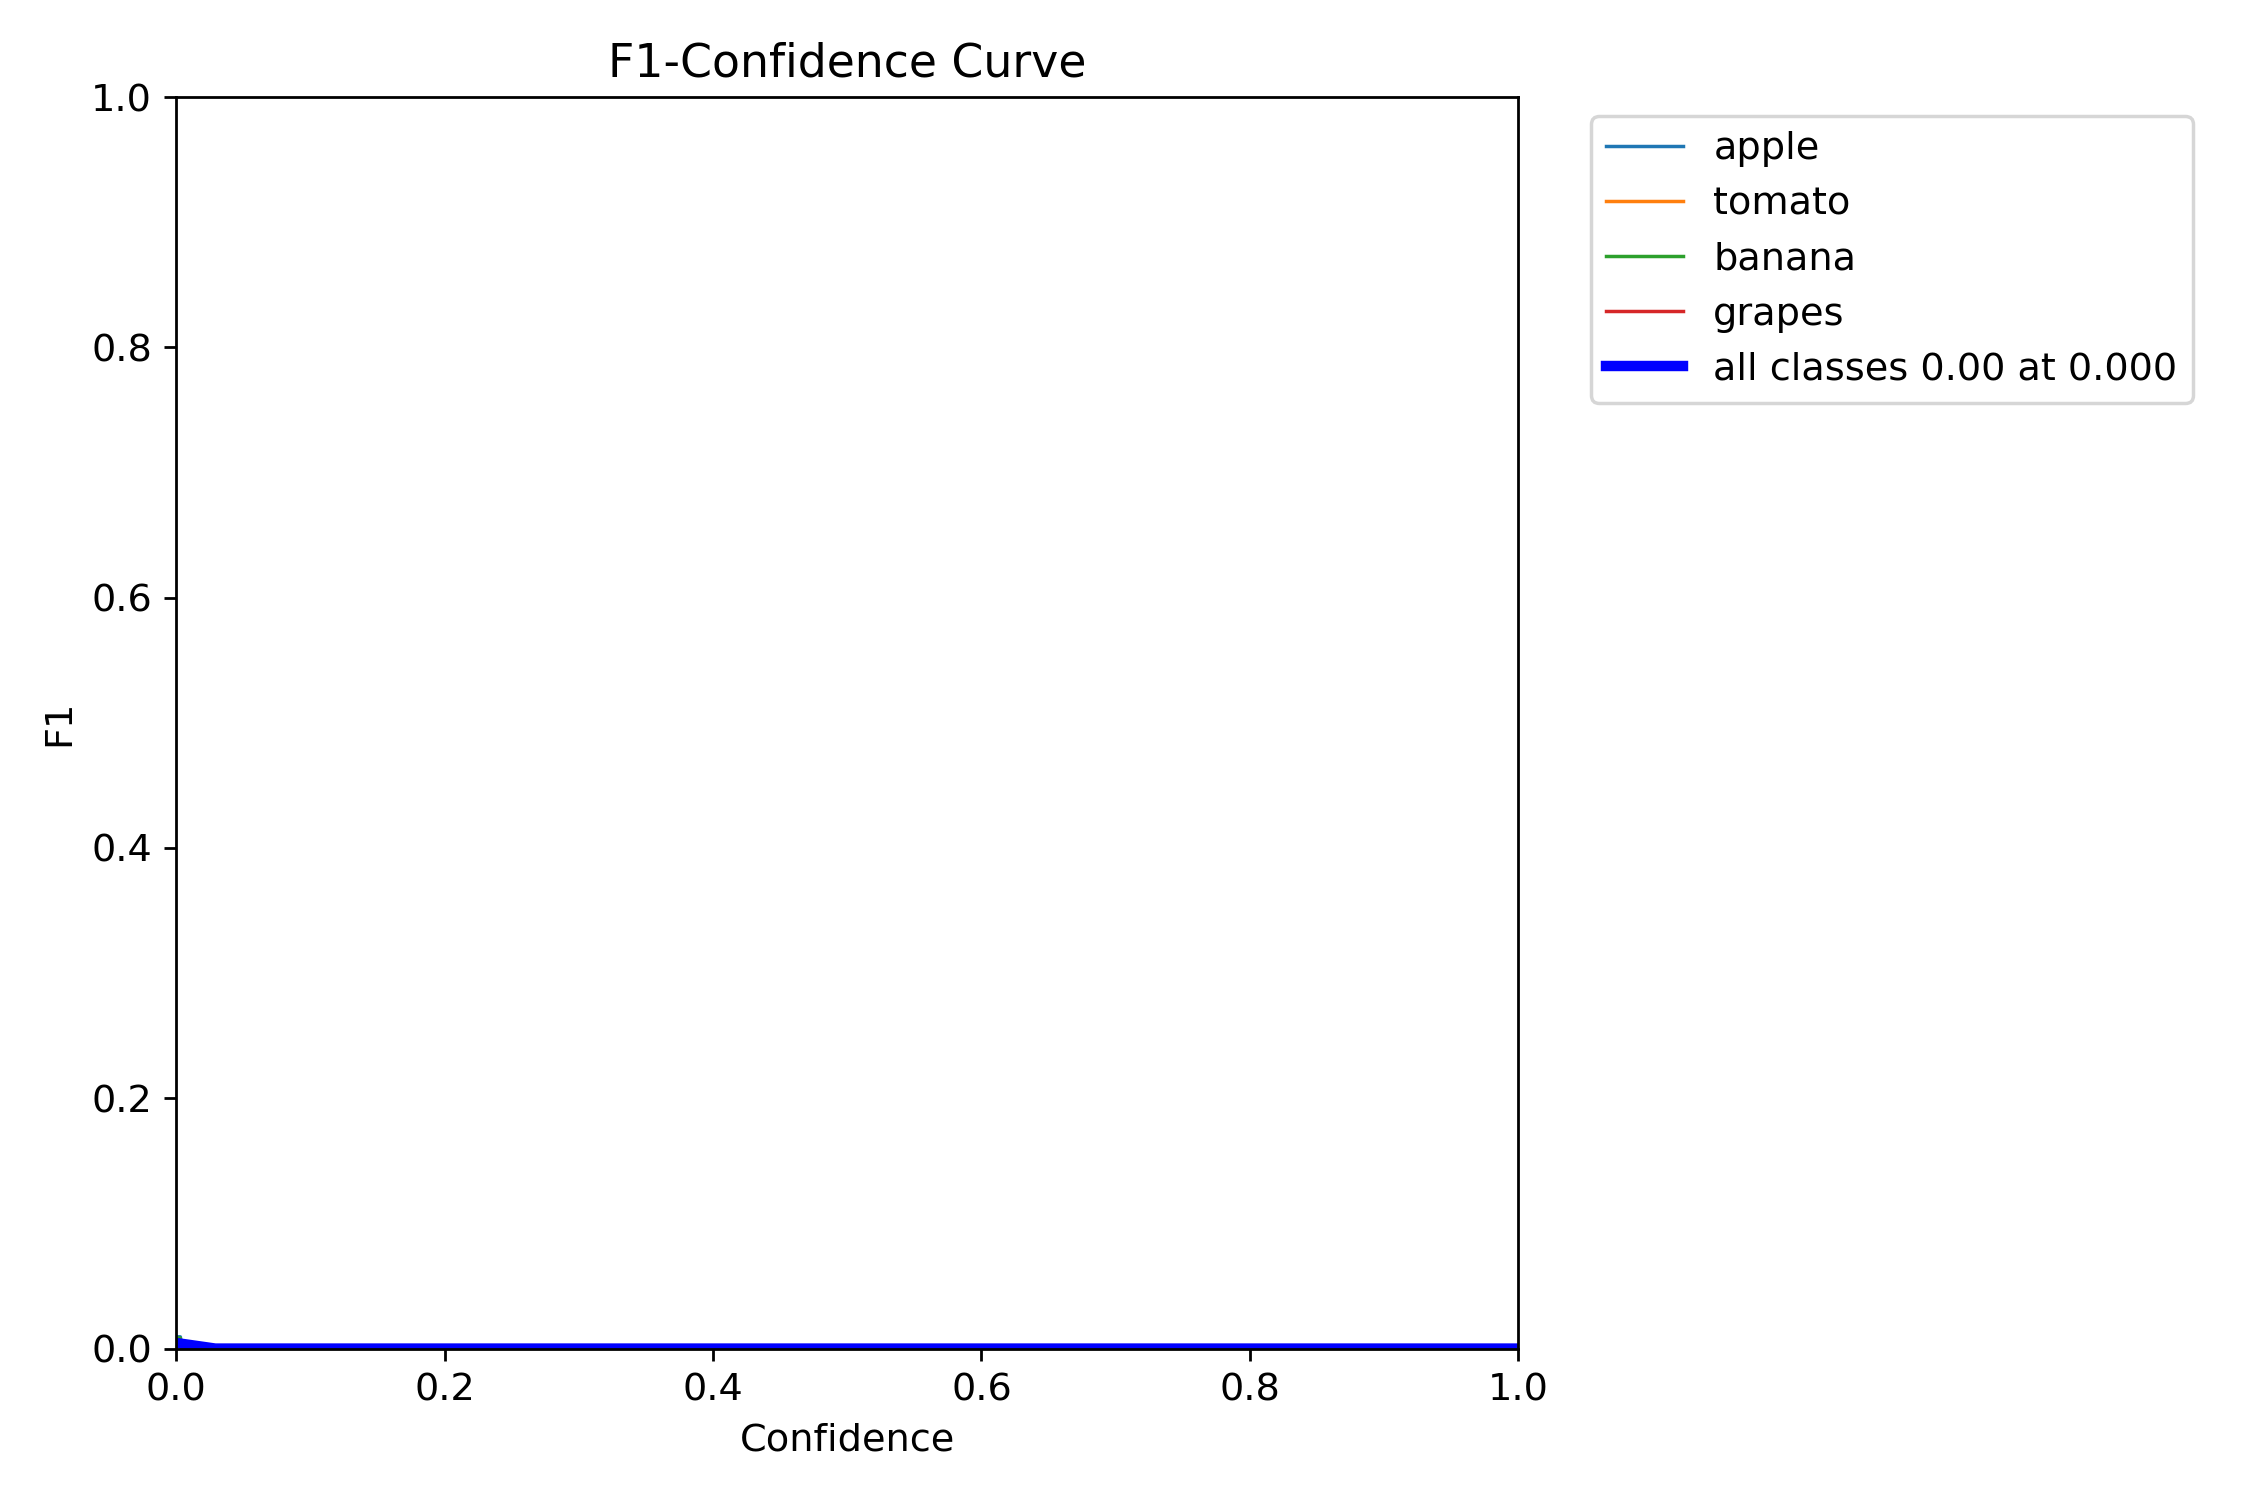 F1-Confidence Curve
1.0
0.8
0.6
0.4
0.2
0.0
F1
0.0 0.2 0.4 0.6 0.8 1.0
Confidence
apple
tomato
banana
grapes
all classes 0.00 at 0.000